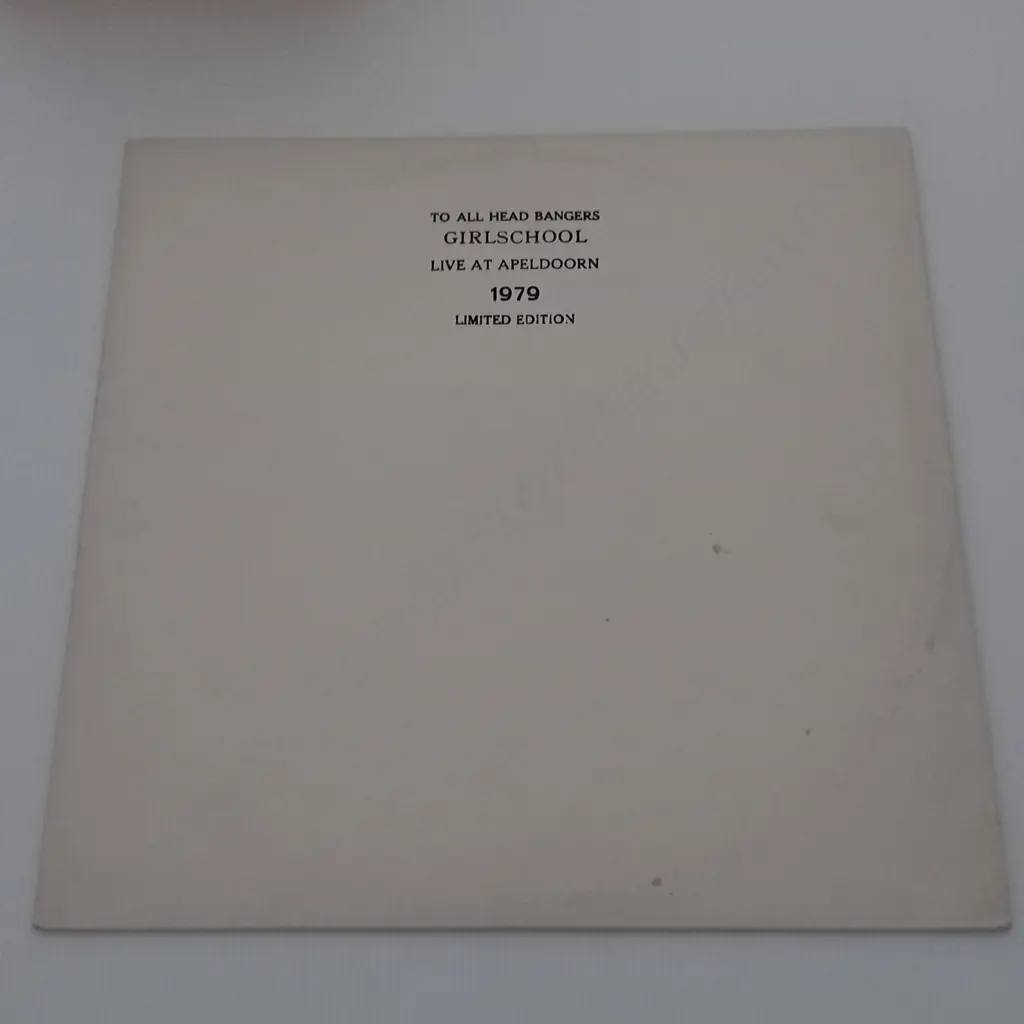 TO ALL HEAD BANGERS
GIRLSCHOOL
LIVE AT APELDOORN
1979
LIMITED EDITION